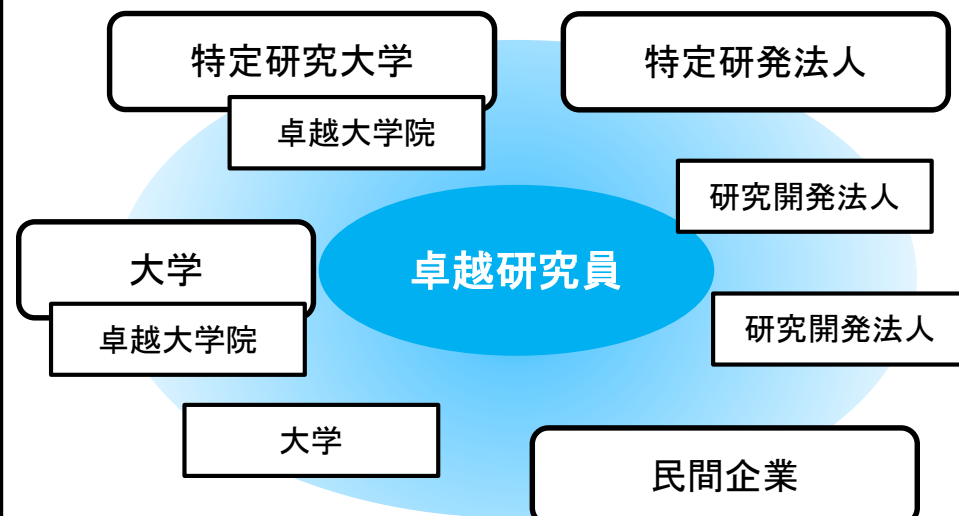 特定研究大学
特定研発法人
卓越大学院
研究開発法人
大学
卓越研究員
卓越大学院
研究開発法人
大学
民間企業